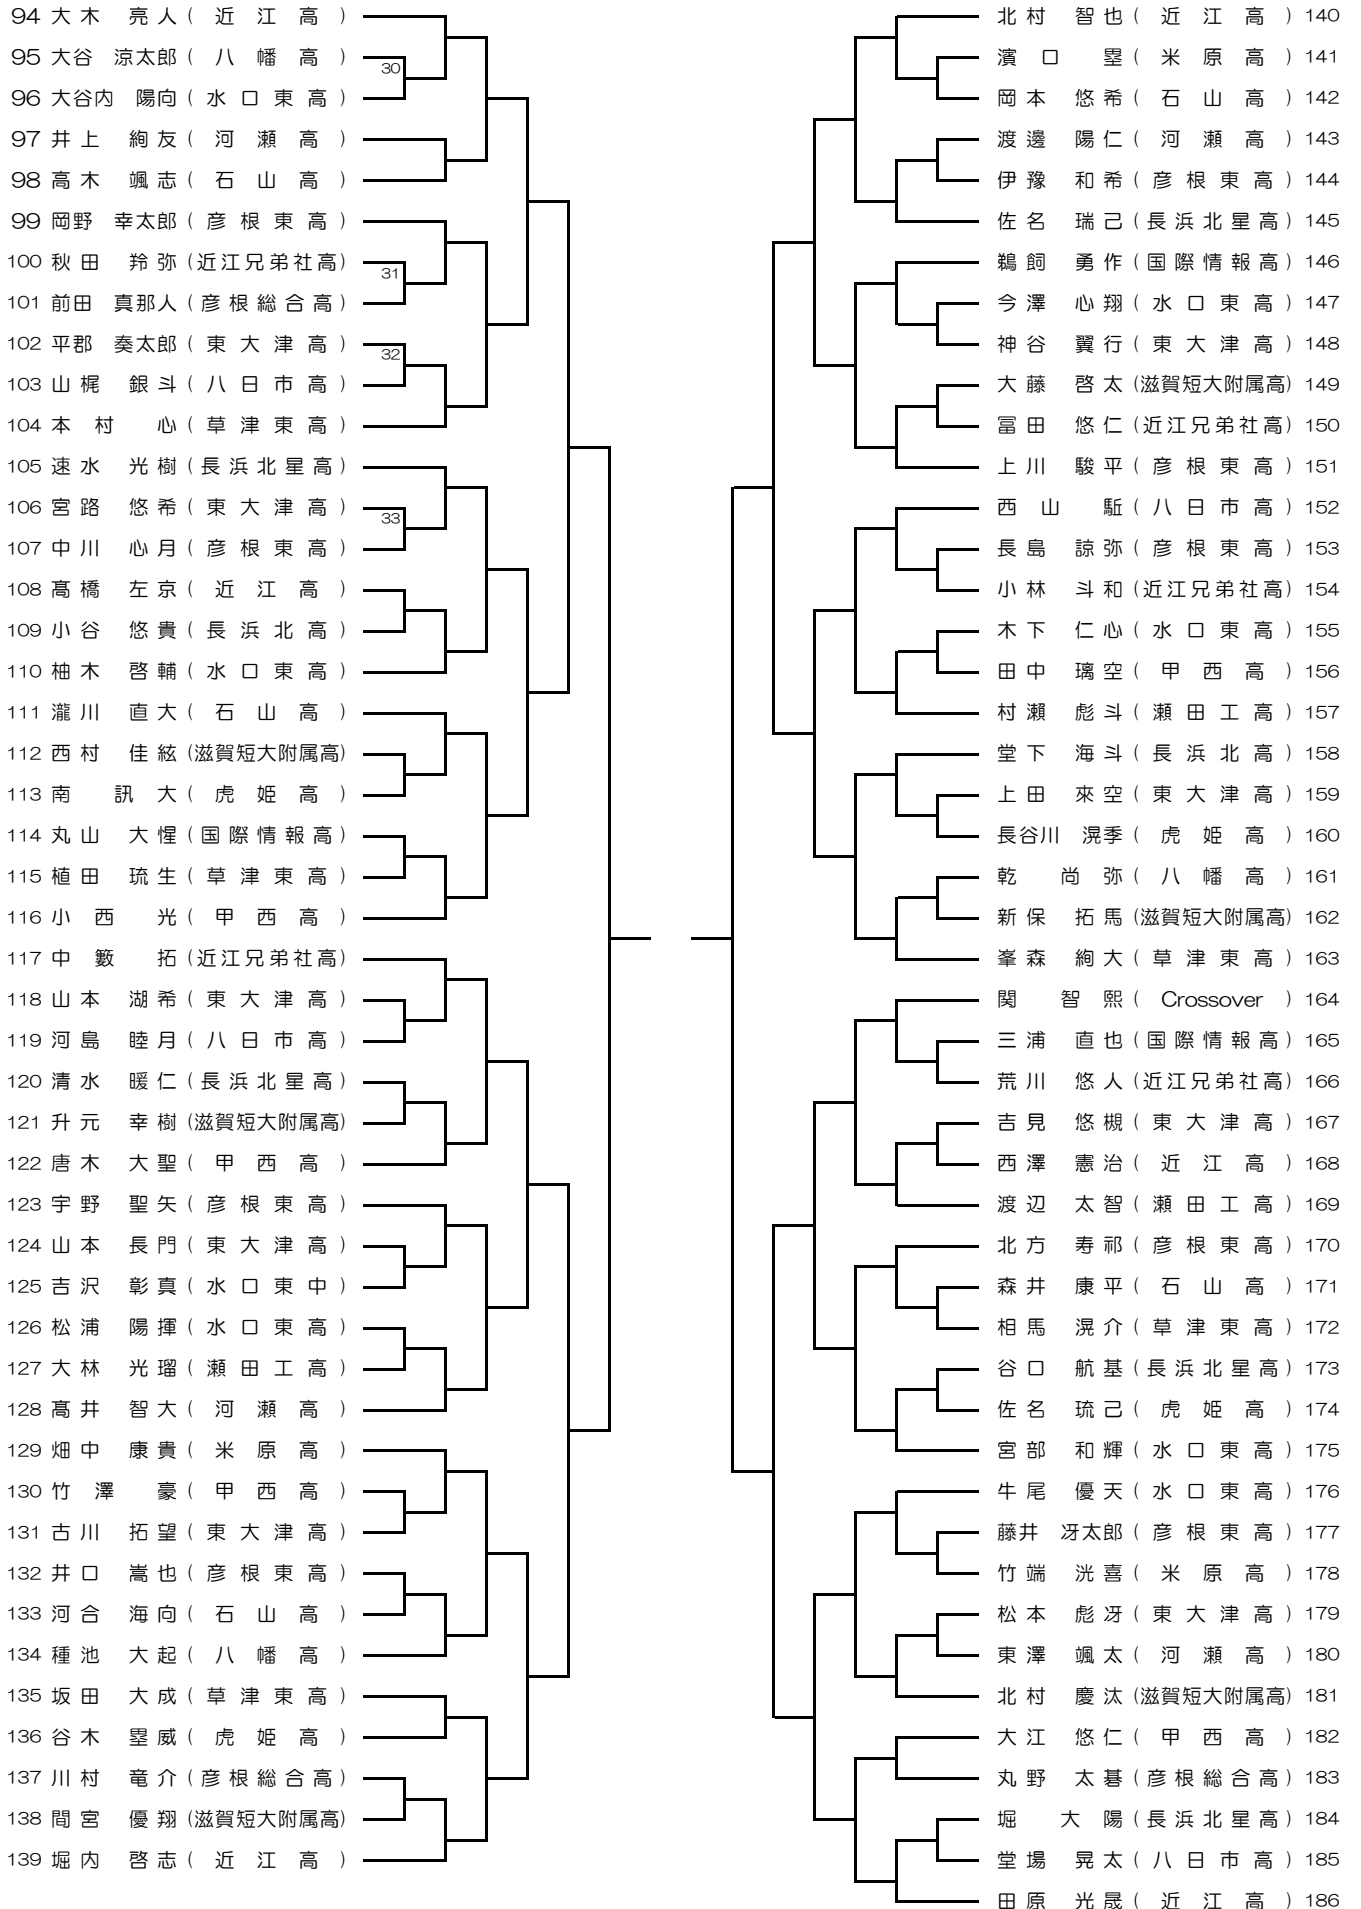 94 大木 亮人 ( 近江高 )
95 大谷 涼太郎 ( 八幡高 )
30
96 大谷内 陽向 ( 水口東高 )
97 井上 絢友 ( 河瀬高 )
98 高木 颯志 ( 石山高 )
99 岡野 幸太郎 ( 彦根東高 )
100 秋田 羚弥 (近江兄弟社高)
31
101 前田 真那人 ( 彦根総合高 )
102 平郡 奏太郎 ( 東大津高 )
32
103 山梶 銀斗 ( 八日市高 )
104 本村 心 ( 草津東高 )
105 速水 光樹 ( 長浜北星高 )
106 宮路 悠希 ( 東大津高 )
33
107 中川 心月 ( 彦根東高 )
108 髙橋 左京 ( 近江高 )
109 小谷 悠貴 ( 長浜北高 )
110 柚木 啓輔 ( 水口東高 )
111 瀧川 直大 ( 石山高 )
112 西村 佳絃 (滋賀短大附属高)
113 南 訊大 ( 虎姫高 )
114 丸山 大惺 ( 国際情報高 )
115 植田 琉生 ( 草津東高 )
116 小西 光 ( 甲西高 )
117 中籔 拓 (近江兄弟社高)
118 山本 湖希 ( 東大津高 )
119 河島 睦月 ( 八日市高 )
120 清水 暖仁 ( 長浜北星高 )
121 升元 幸樹 (滋賀短大附属高)
122 唐木 大聖 ( 甲西高 )
123 宇野 聖矢 ( 彦根東高 )
124 山本 長門 ( 東大津高 )
125 吉沢 彰真 ( 水口東中 )
126 松浦 陽揮 ( 水口東高 )
127 大林 光瑠 ( 瀬田工高 )
128 髙井 智大 ( 河瀬高 )
129 畑中 康貴 ( 米原高 )
130 竹澤 豪 ( 甲西高 )
131 古川 拓望 ( 東大津高 )
132 井口 嵩也 ( 彦根東高 )
133 河合 海向 ( 石山高 )
134 種池 大起 ( 八幡高 )
135 坂田 大成 ( 草津東高 )
136 谷木 塁威 ( 虎姫高 )
137 川村 竜介 ( 彦根総合高 )
138 間宮 優翔 (滋賀短大附属高)
139 堀内 啓志 ( 近江高 )
北村 智也 ( 近江高 ) 140
濱口 塁 ( 米原高 ) 141
岡本 悠希 ( 石山高 ) 142
渡邊 陽仁 ( 河瀬高 ) 143
伊豫 和希 ( 彦根東高 ) 144
佐名 瑞己 ( 長浜北星高 ) 145
鵜飼 勇作 ( 国際情報高 ) 146
今澤 心翔 ( 水口東高 ) 147
神谷 翼行 ( 東大津高 ) 148
大藤 啓太 (滋賀短大附属高) 149
冨田 悠仁 (近江兄弟社高) 150
上川 駿平 ( 彦根東高 ) 151
西山 駈 ( 八日市高 ) 152
長島 諒弥 ( 彦根東高 ) 153
小林 斗和 (近江兄弟社高) 154
木下 仁心 ( 水口東高 ) 155
田中 璃空 ( 甲西高 ) 156
村瀬 彪斗 ( 瀬田工高 ) 157
堂下 海斗 ( 長浜北高 ) 158
上田 來空 ( 東大津高 ) 159
長谷川 滉季 ( 虎姫高 ) 160
乾 尚弥 ( 八幡高 ) 161
新保 拓馬 (滋賀短大附属高) 162
峯森 絢大 ( 草津東高 ) 163
関 智熙 ( Crossover ) 164
三浦 直也 ( 国際情報高 ) 165
荒川 悠人 (近江兄弟社高) 166
吉見 悠槻 ( 東大津高 ) 167
西澤 憲治 ( 近江高 ) 168
渡辺 太智 ( 瀬田工高 ) 169
北方 寿祁 ( 彦根東高 ) 170
森井 康平 ( 石山高 ) 171
相馬 滉介 ( 草津東高 ) 172
谷口 航基 ( 長浜北星高 ) 173
佐名 琉己 ( 虎姫高 ) 174
宮部 和輝 ( 水口東高 ) 175
牛尾 優天 ( 水口東高 ) 176
藤井 冴太郎 ( 彦根東高 ) 177
竹端 洸喜 ( 米原高 ) 178
松本 彪冴 ( 東大津高 ) 179
東澤 颯太 ( 河瀬高 ) 180
北村 慶汰 (滋賀短大附属高) 181
大江 悠仁 ( 甲西高 ) 182
丸野 太碁 ( 彦根総合高 ) 183
堀 大陽 ( 長浜北星高 ) 184
堂場 晃太 ( 八日市高 ) 185
田原 光晟 ( 近江高 ) 186